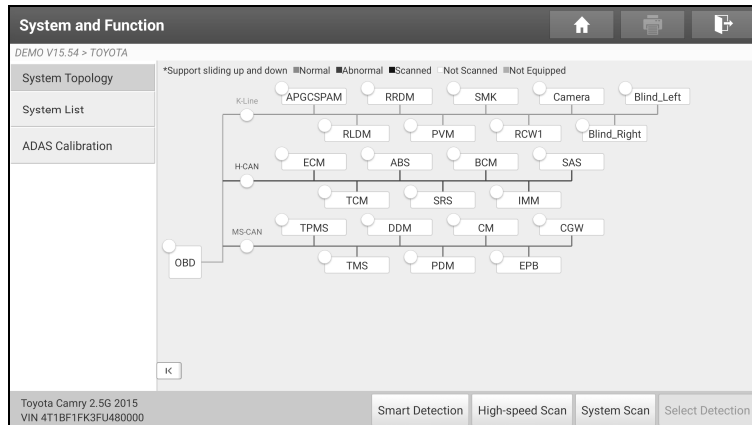 System and Function
DEMO V15.54 > TOYOTA
System Topology
System List
ADAS Calibration
*Support sliding up and down Normal Abnormal Scanned Not Scanned Not Equipped
K-Line
APGCSPAM RRDM SMK Camera Blind_Left
RLDM PVM RCW1 Blind_Right
H-CAN
ECM ABS BCM SAS
TCM SRS IMM
MS-CAN
TPMS DDM CM CGW
OBD
TMS PDM EPB
Toyota Camry 2.5G 2015
VIN 4T1BF1FK3FU480000
Smart Detection High-speed Scan System Scan Select Detection